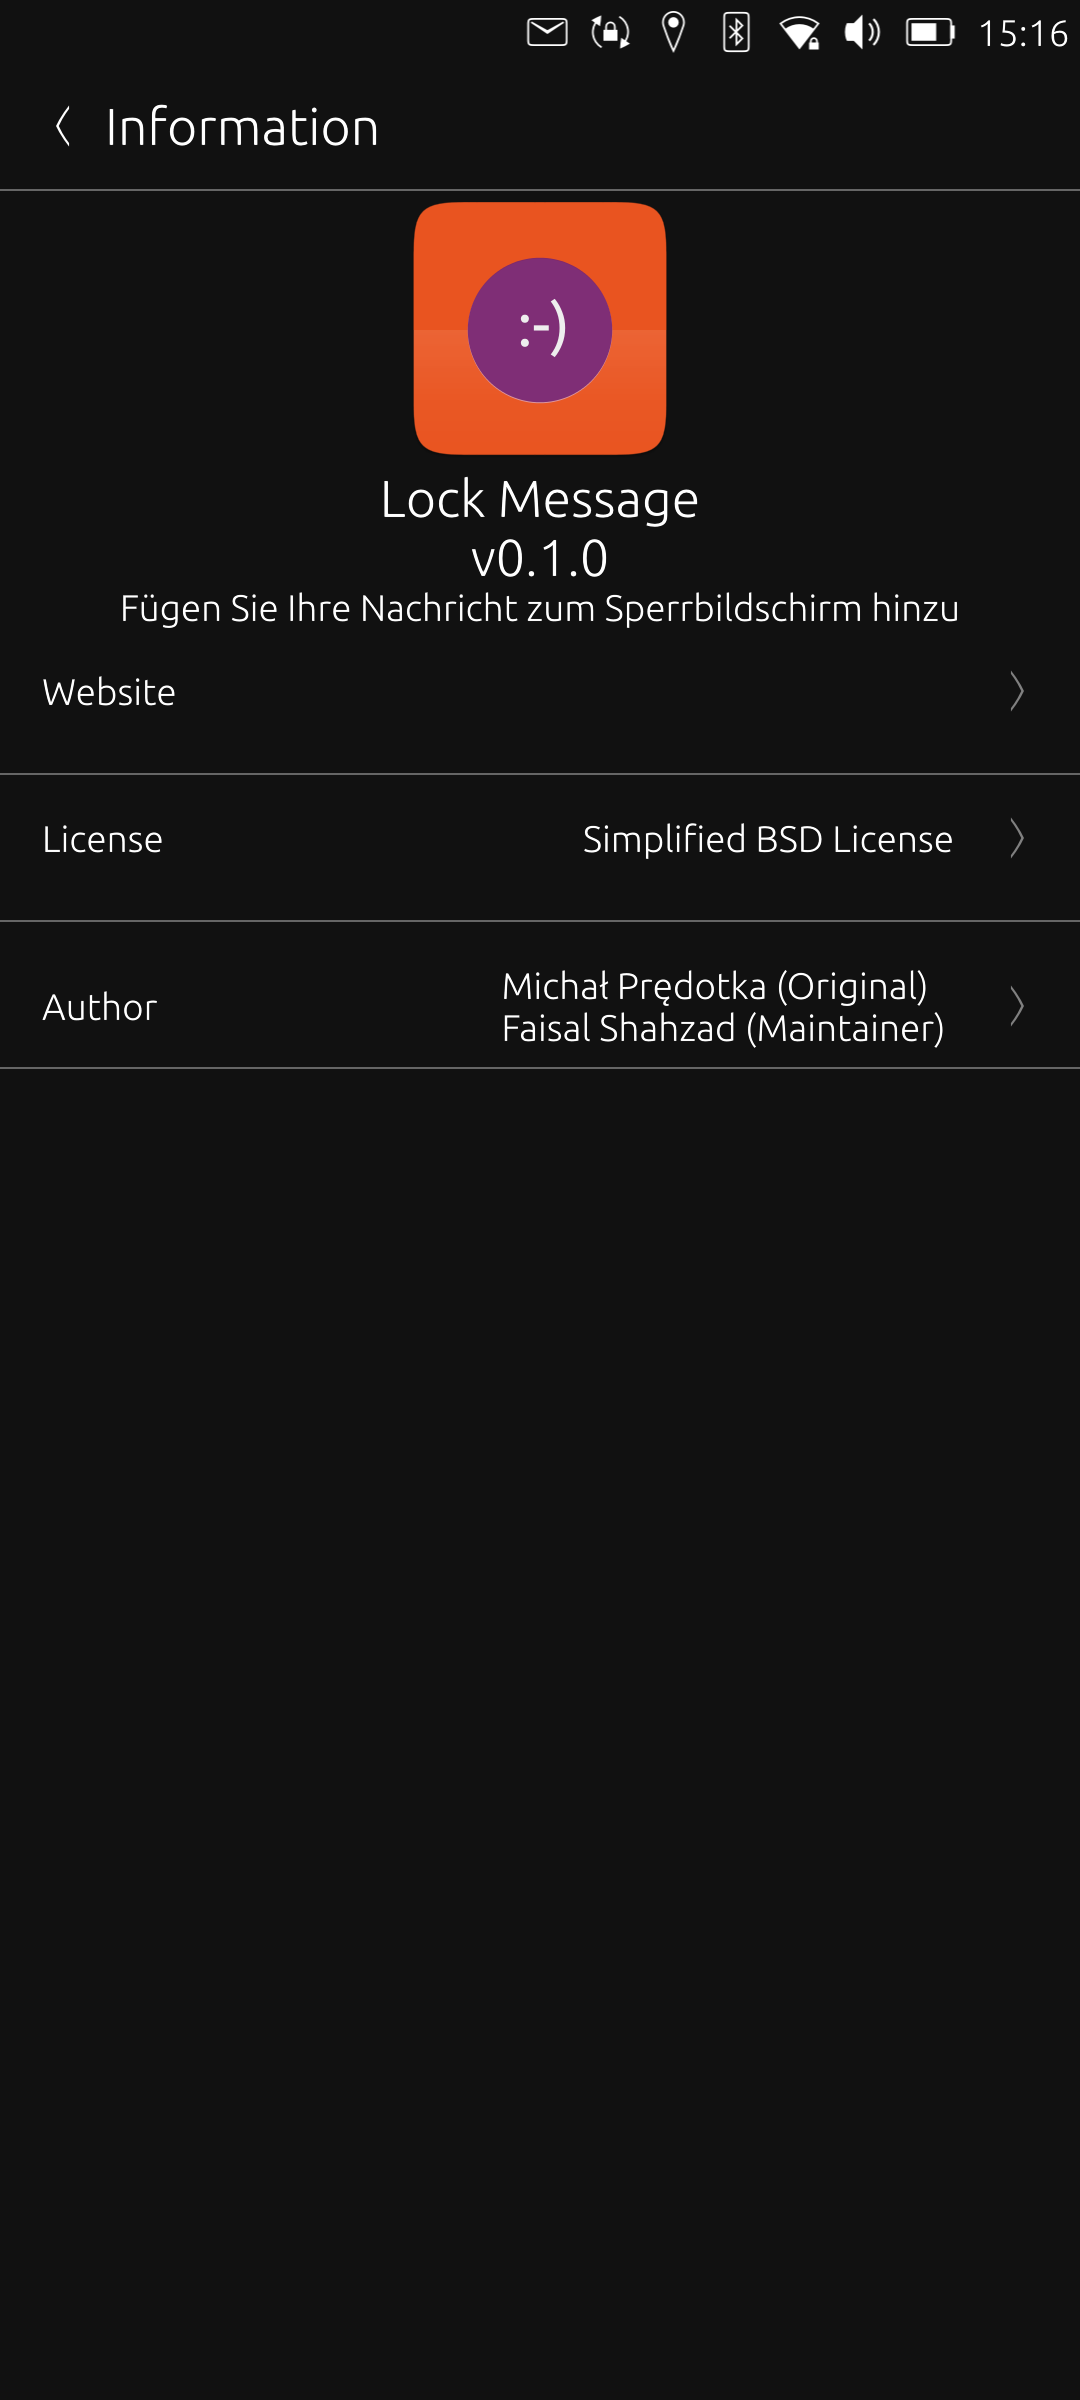 15:16
Information
:-)
Lock Message
v0.1.0
Fügen Sie Ihre Nachricht zum Sperrbildschirm hinzu
Website
License Simplified BSD License
Author
Michał Prędotka (Original)
Faisal Shahzad (Maintainer)